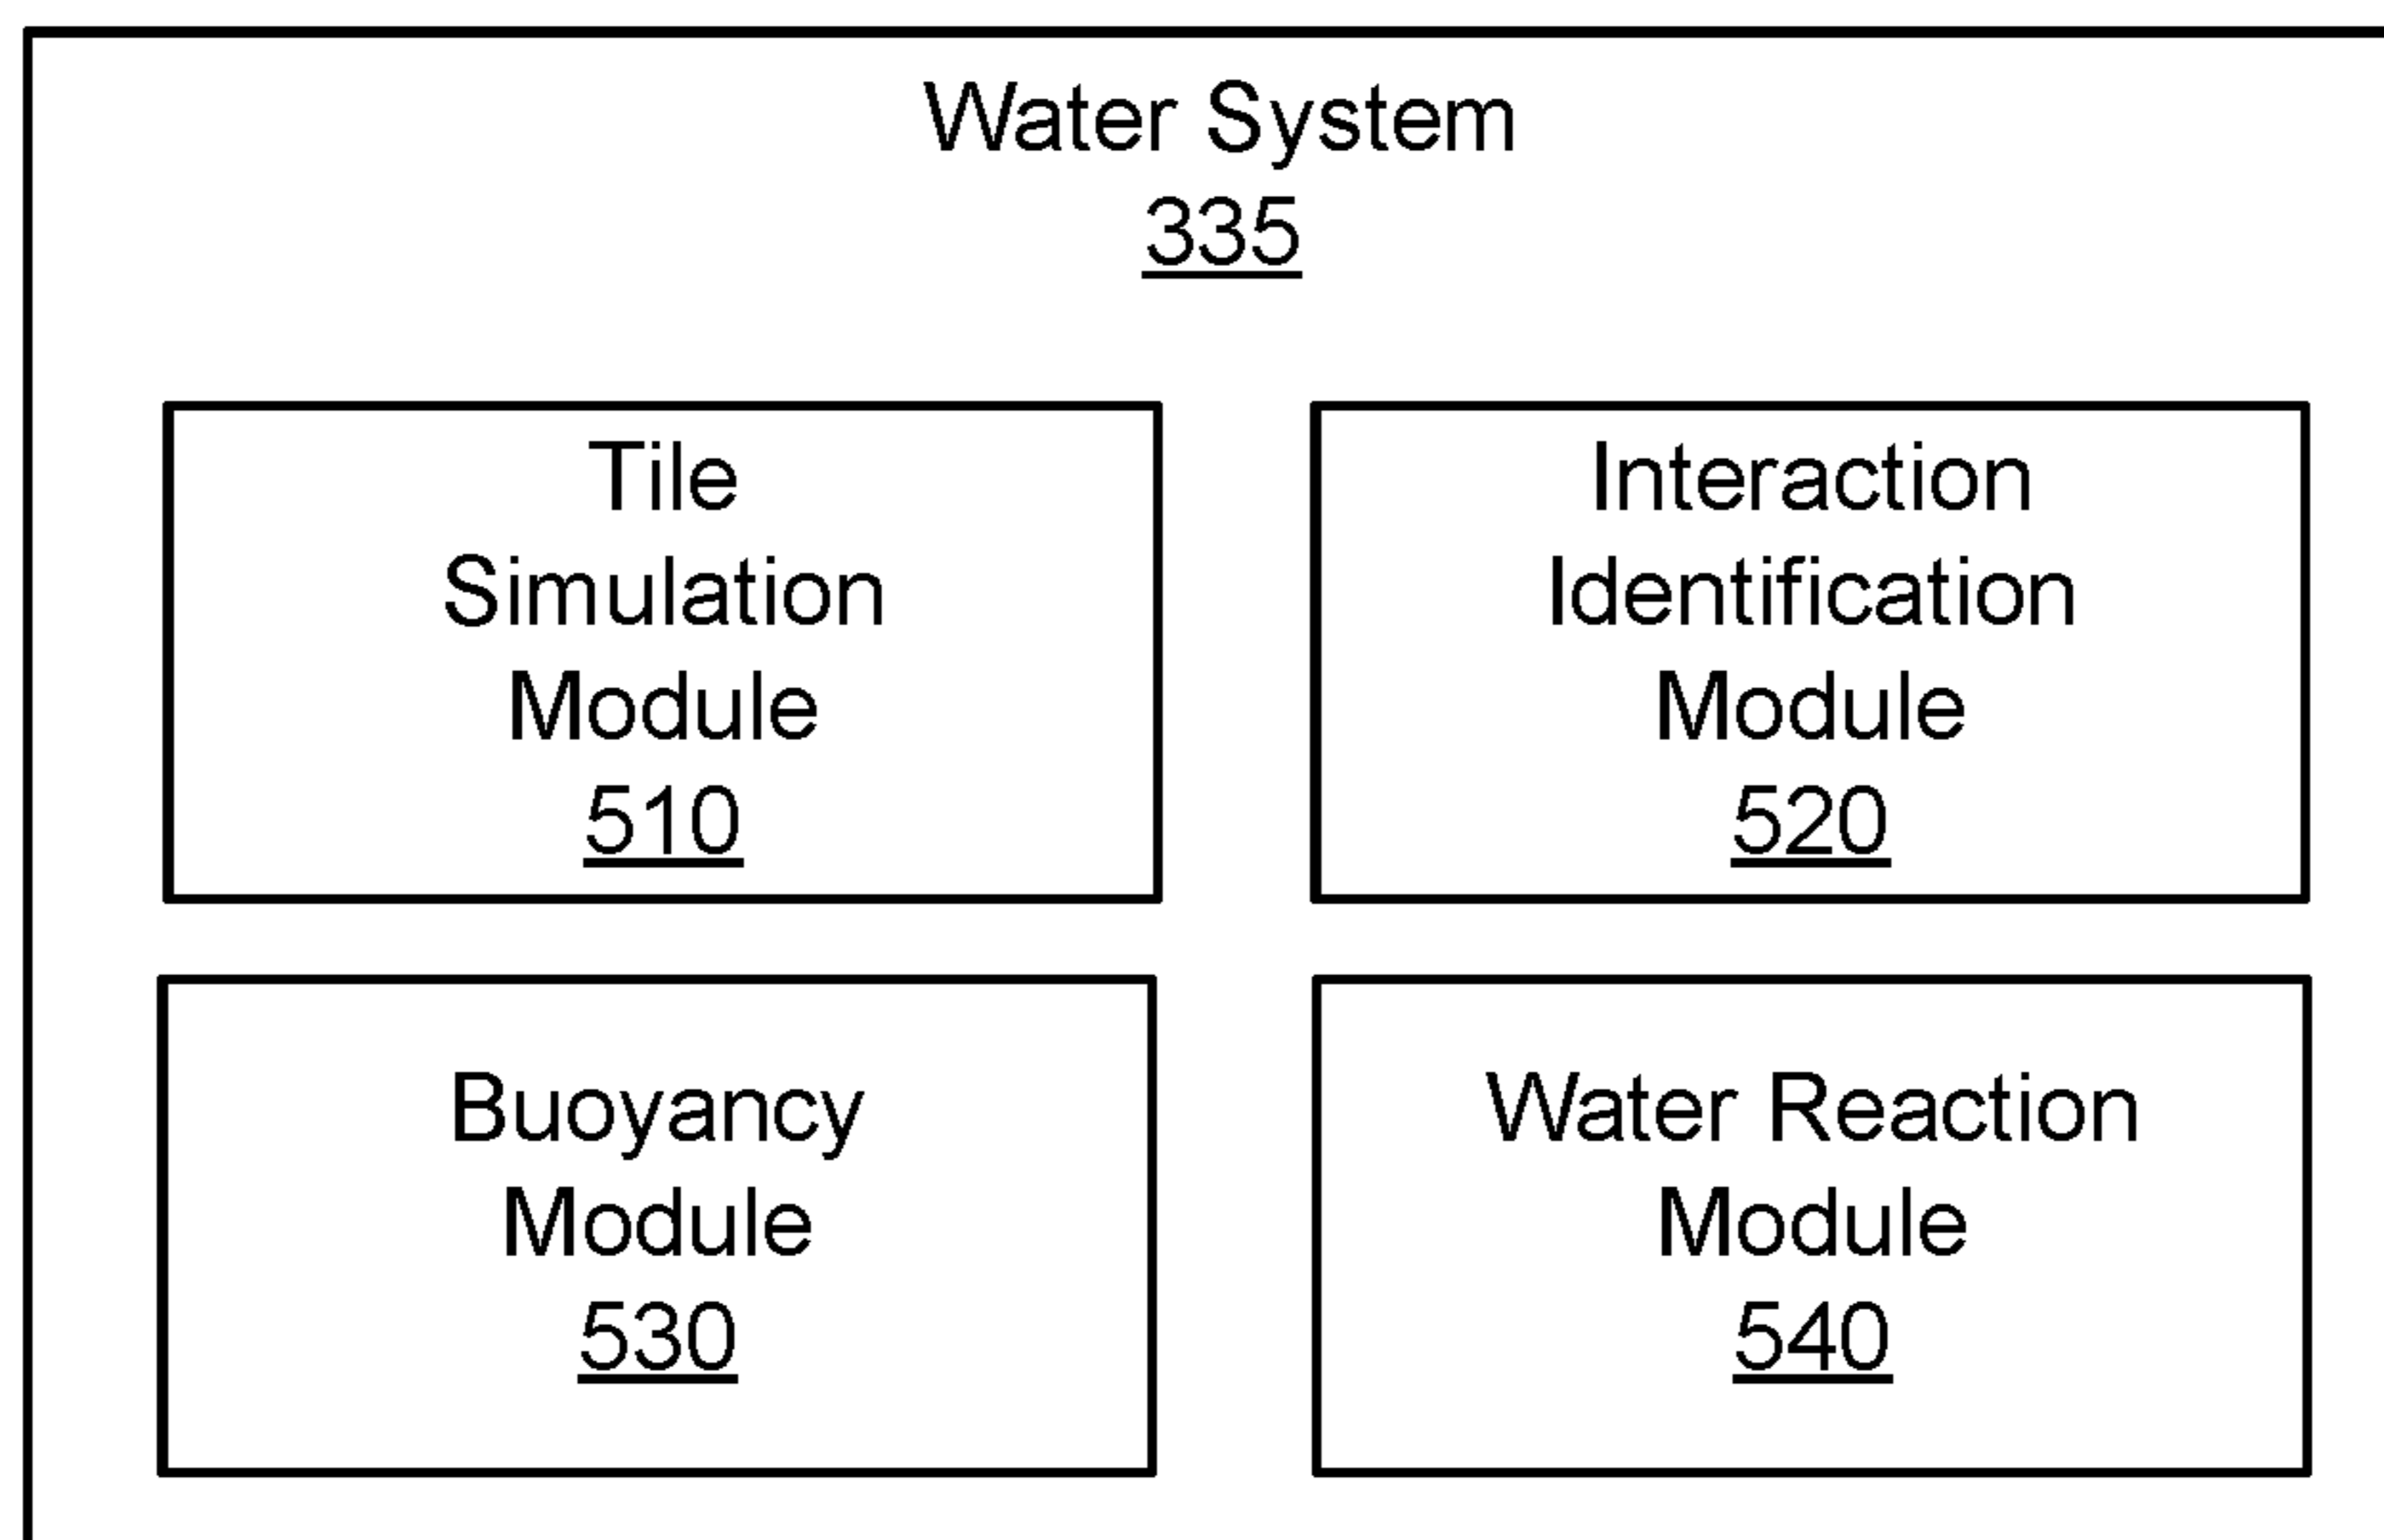 Water System
335
Tile
Simulation
Module
510
Interaction
Identification
Module
520
Buoyancy
Module
530
Water Reaction
Module
540